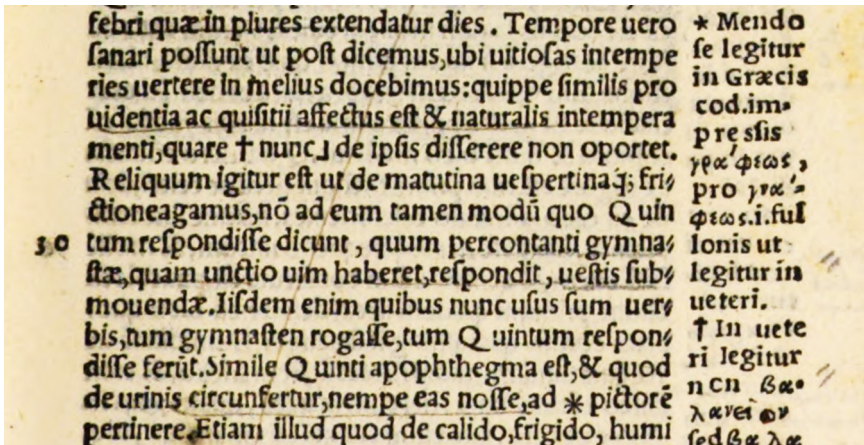 febri quæ in plures extendatur dies. Tempore uero
sanari possunt ut post dicemus, ubi uitiosas intempe
ries uertere in melius docebimus: quippe similis pro
uidentia ac quisitii affectus est & naturalis intempera
menti, quare † nunc⌋ de ipsis disserere non oportet.
Reliquum igitur est ut de matutina uespertinaq́; fri⸗
ctione agamus, nõ ad eum tamen modũ quo Quin
30 tum respondisse dicunt, quum percontanti gymna⸗
stæ, quam unctio uim haberet, respondit, uestis sub⸗
mouendæ. Iisdem enim quibus nunc usus sum uer⸗
bis, tum gymnasten rogasse, tum Quintum respon⸗
disse ferũt. Simile Quinti apophthegma est, & quod
de urinis circunfertur, nempe eas nosse, ad * pictorẽ
pertinere. Etiam illud quod de calido, frigido, humi
* Mendo
se legitur
in Græcis
cod. im⸗
pressis
γραφεως,
pro γνα⸗
φεως .i. ful
lonis ut
legitur in
ueteri.
† In uete
ri legitur
non βα⸗
λανείων
sed βαλα